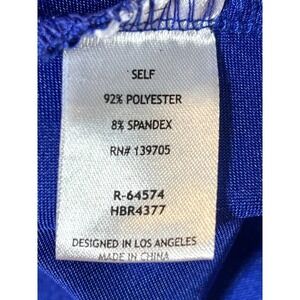 SELF
92% POLYESTER
8% SPANDEX
RN# 139705
R-64574
HBR4377
DESIGNED IN LOS ANGELES
MADE IN CHINA